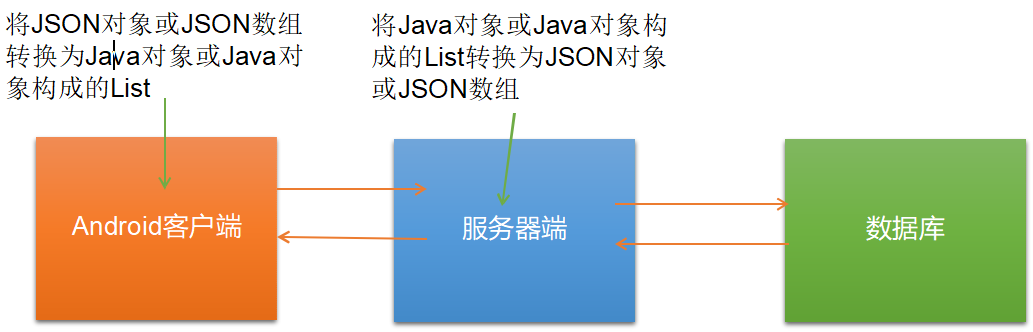 将JSON对象或JSON数组
转换为Java对象或Java对
象构成的List
将Java对象或Java对象构
成的List转换为JSON对象
或JSON数组
Android客户端
服务器端
数据库